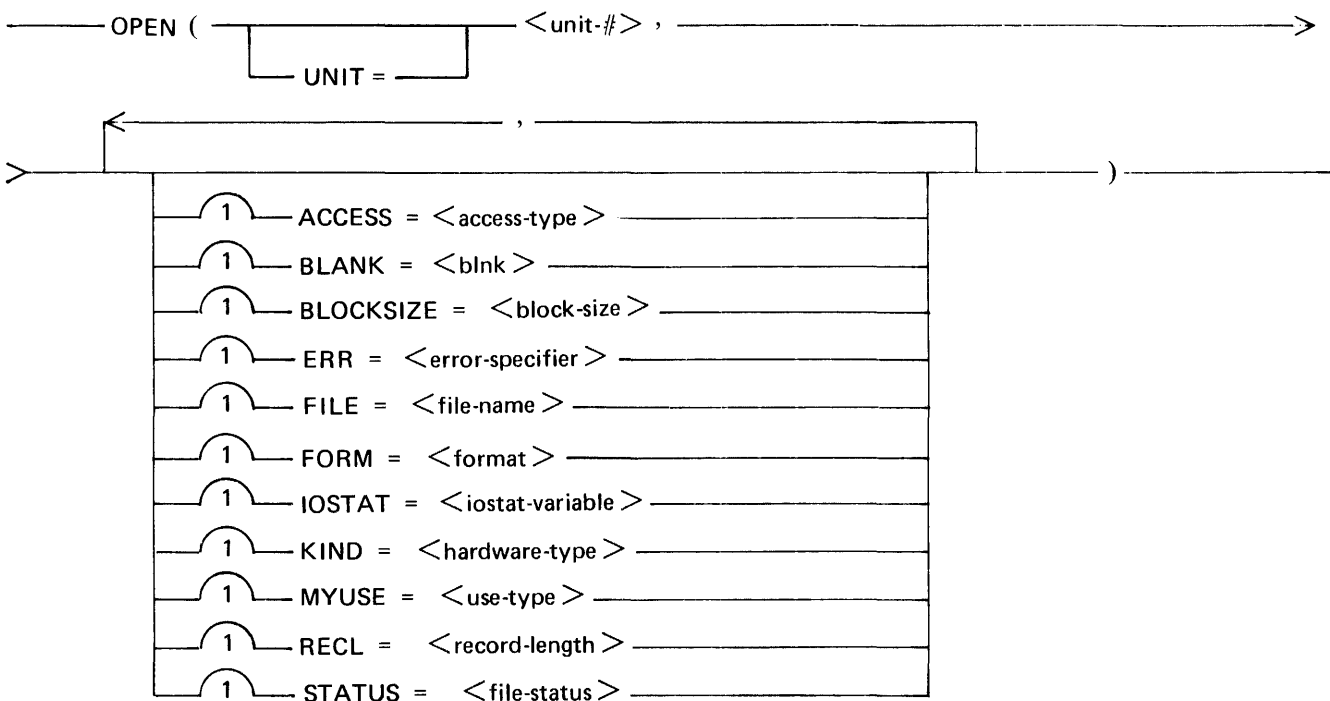 OPEN ( <unit-#> ,
UNIT =
,
)
1 ACCESS = <access-type>
1 BLANK = <blnk>
1 BLOCKSIZE = <block-size>
1 ERR = <error-specifier>
1 FILE = <file-name>
1 FORM = <format>
1 IOSTAT = <iostat-variable>
1 KIND = <hardware-type>
1 MYUSE = <use-type>
1 RECL = <record-length>
1 STATUS = <file-status>